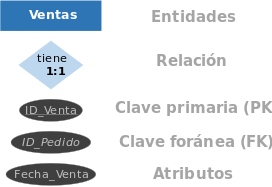 Ventas Entidades
tiene
1:1 Relación
ID_Venta Clave primaria (PK
ID_Pedido Clave foránea (FK)
Fecha_Venta Atributos